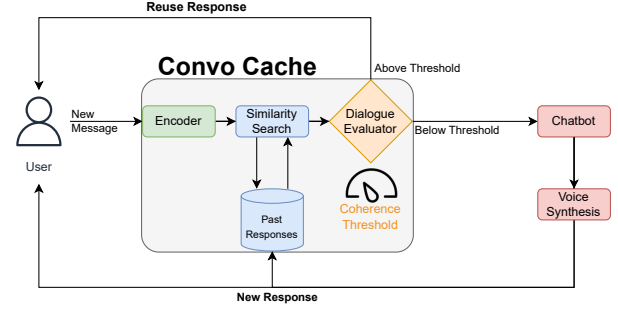 Reuse Response
Convo Cache
Above Threshold
New
Message
Encoder
Similarity
Search
Dialogue
Evaluator
Below Threshold
Chatbot
User
Past
Responses
Coherence
Threshold
Voice
Synthesis
New Response